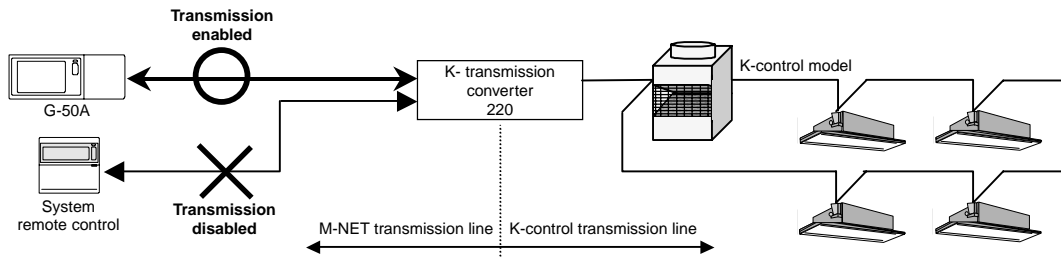 Transmission
enabled
G-50A
K- transmission
converter
220
K-control model
System
remote control
Transmission
disabled
M-NET transmission line
K-control transmission line